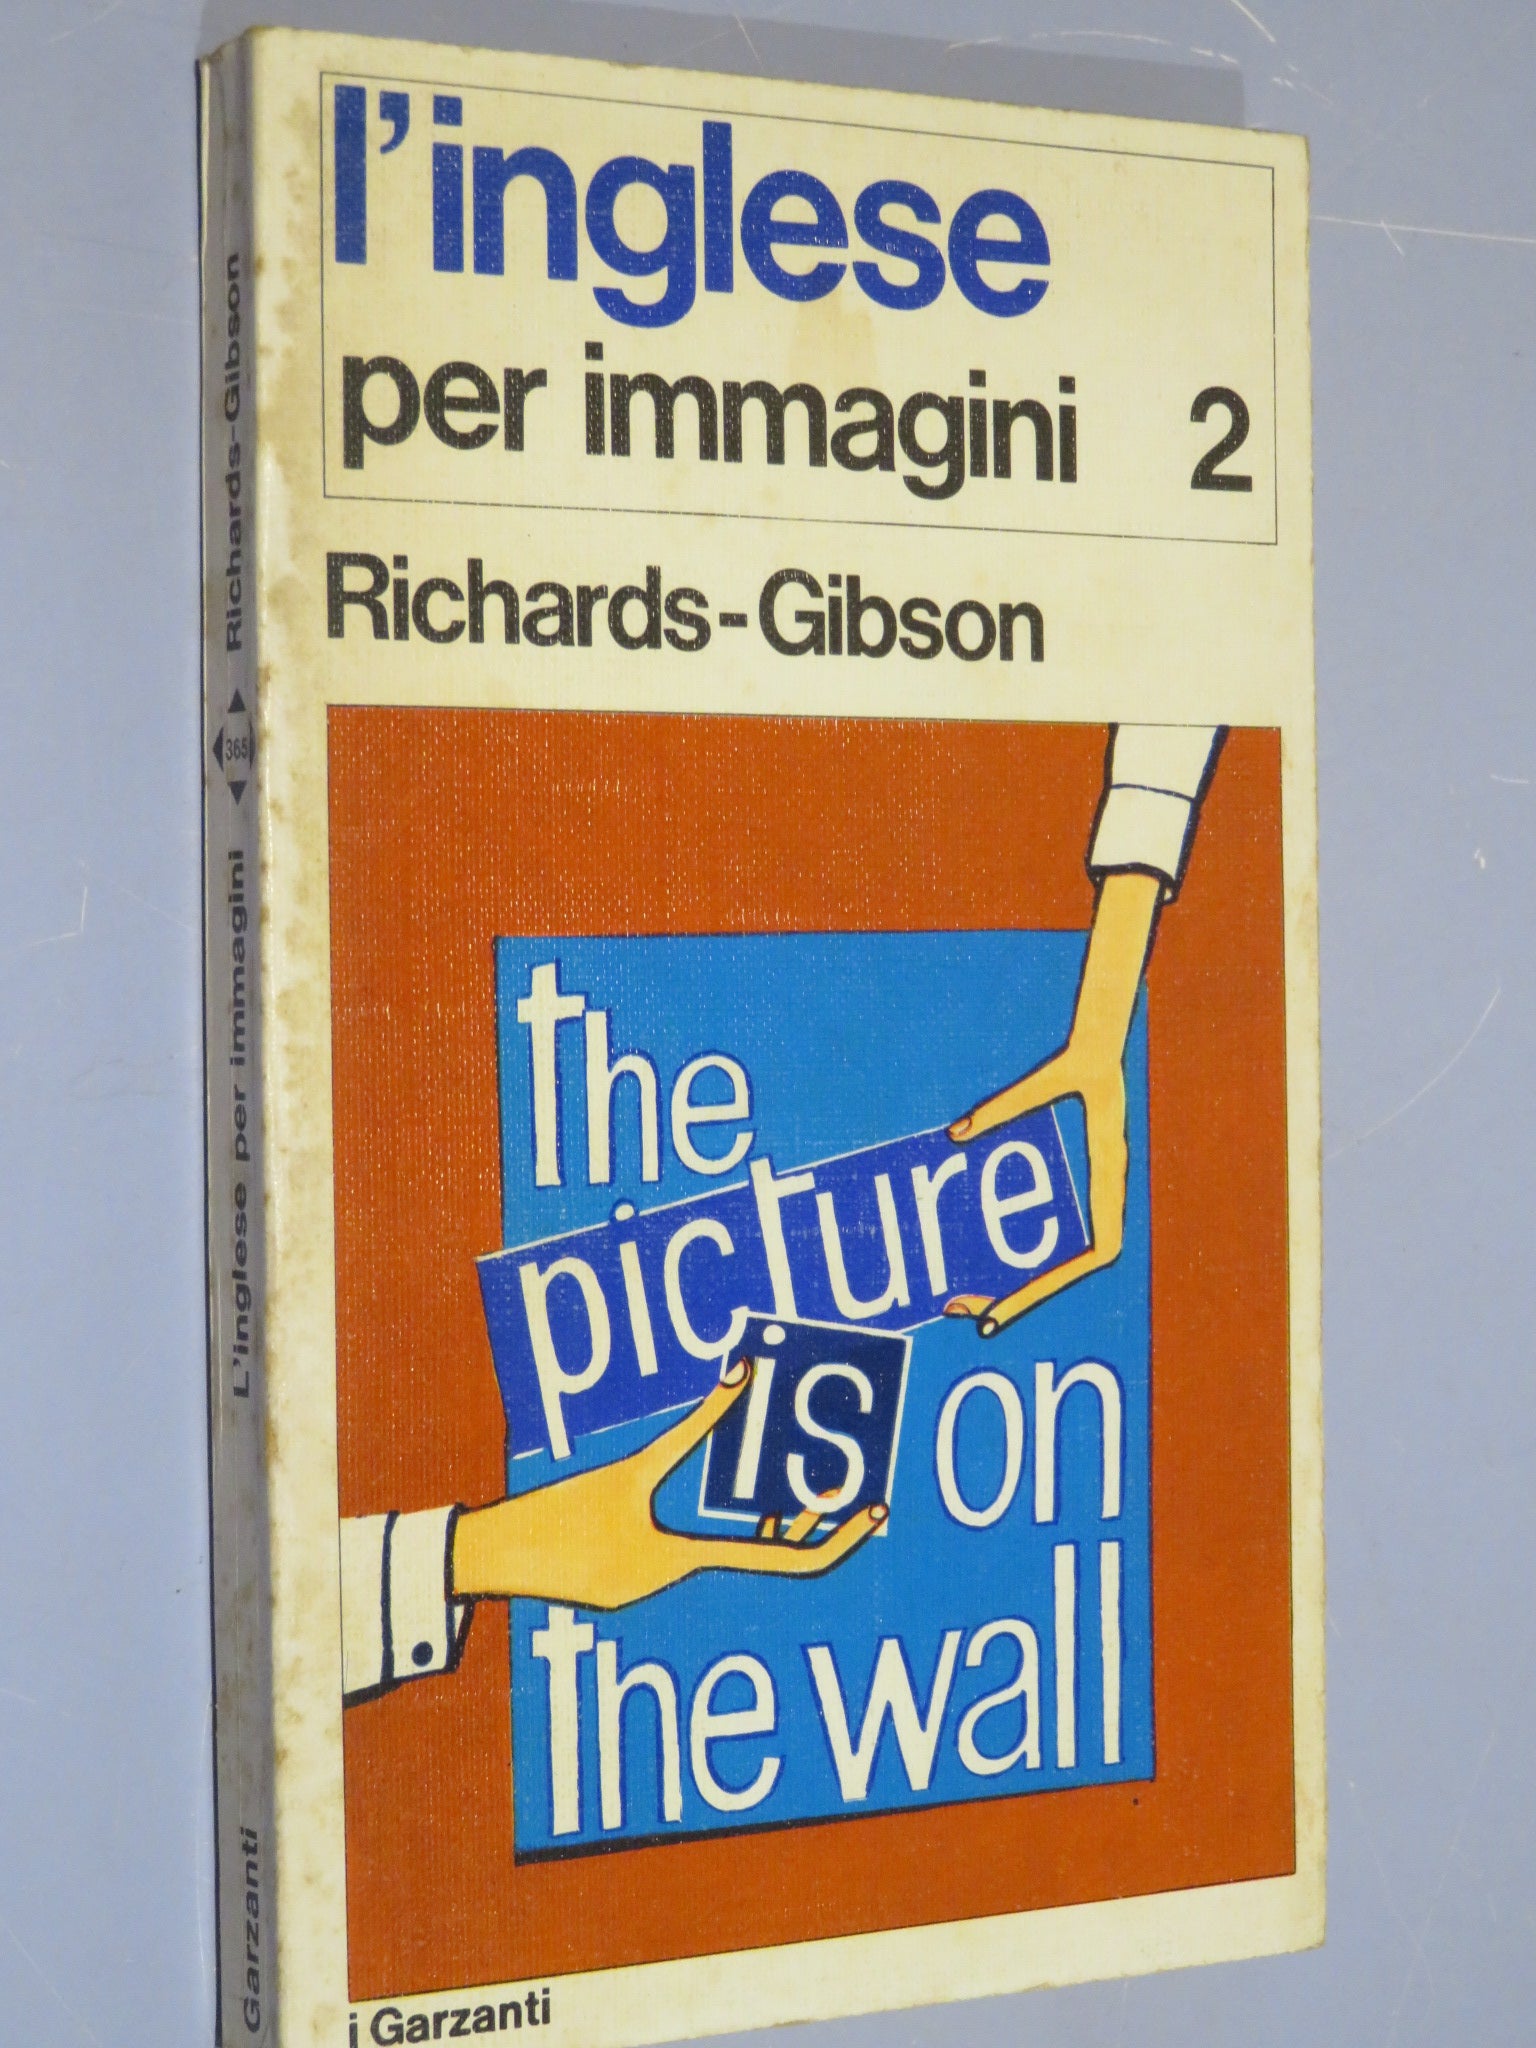 l'inglese
per immagini 2
Richards-Gibson
the
picture
is on
the wall
i Garzanti
Garzanti L'inglese per immagini 365 Richards-Gibson